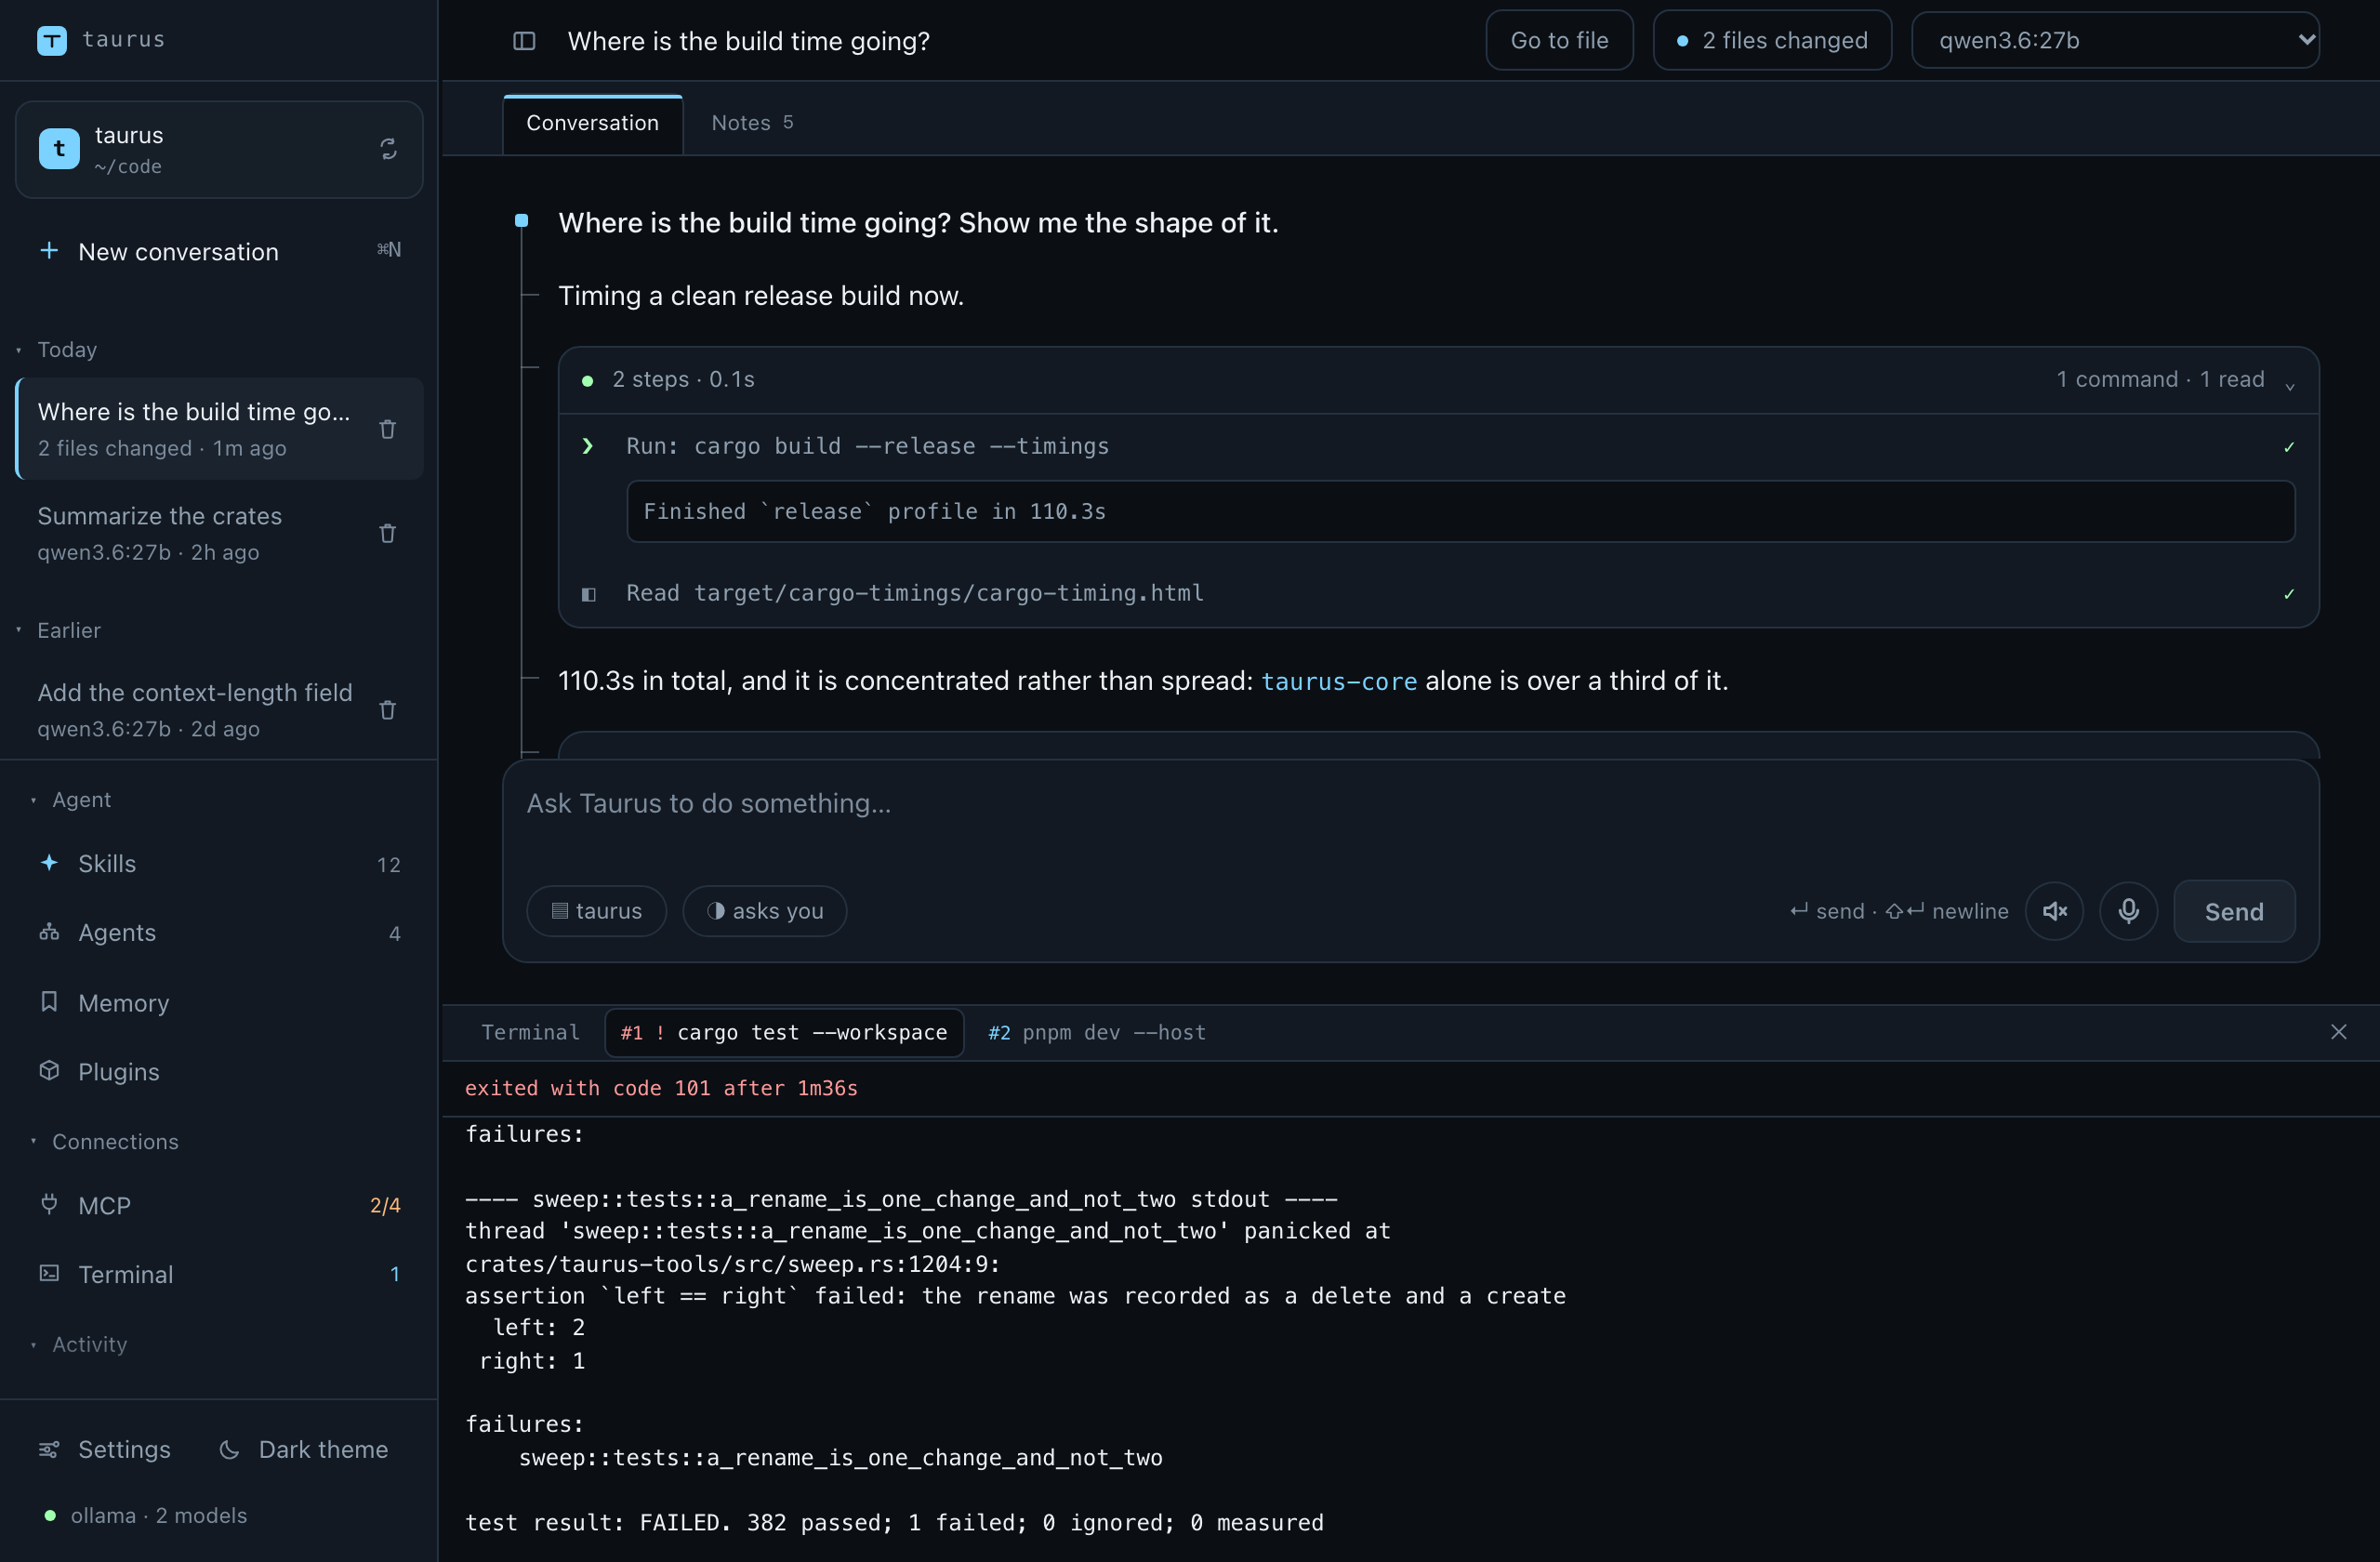 taurus
t
taurus
~/code
+ New conversation ⌘N
Today
Where is the build time go...
2 files changed · 1m ago
Summarize the crates
qwen3.6:27b · 2h ago
Earlier
Add the context-length field
qwen3.6:27b · 2d ago
Agent
Skills 12
Agents 4
Memory
Plugins
Connections
MCP 2/4
Terminal 1
Activity
Settings
Dark theme
ollama · 2 models
Where is the build time going?
Go to file
2 files changed
qwen3.6:27b
Conversation
Notes 5
Where is the build time going? Show me the shape of it.
Timing a clean release build now.
2 steps · 0.1s
1 command · 1 read
❯ Run: cargo build --release --timings ✓
Finished `release` profile in 110.3s
Read target/cargo-timings/cargo-timing.html ✓
110.3s in total, and it is concentrated rather than spread: taurus-core alone is over a third of it.
Ask Taurus to do something...
taurus
asks you
↵ send · ⇧↵ newline
Send
Terminal
#1 ! cargo test --workspace
#2 pnpm dev --host
exited with code 101 after 1m36s
failures:
---- sweep::tests::a_rename_is_one_change_and_not_two stdout ----
thread 'sweep::tests::a_rename_is_one_change_and_not_two' panicked at
crates/taurus-tools/src/sweep.rs:1204:9:
assertion `left == right` failed: the rename was recorded as a delete and a create
left: 2
right: 1
failures:
sweep::tests::a_rename_is_one_change_and_not_two
test result: FAILED. 382 passed; 1 failed; 0 ignored; 0 measured